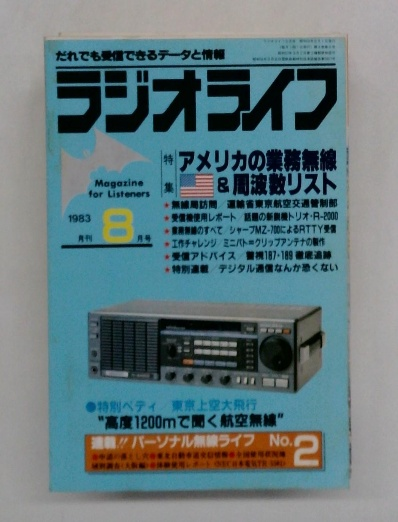 だれでも受信できるデータと情報
ラジオライフ
Magazine
for Listeners
1983
月刊 8 月号
特集
アメリカの業務無線
&周波数リスト
★無線局訪問／運輸省東京航空交通管制部
★受信機使用レポート／話題の新製機トリオ・R-2000
★業務無線のすべて／シャープMZ-700によるRTTY受信
★工作チャレンジ／ミニバトークリップアンテナの製作
★受信アドバイス／警視187・189徹底追跡
★特別連載／デジタル通信なんか恐くない
●特別ペディ／東京上空大飛行
"高度1200mで聞く航空無線"
連載!! パーソナル無線ライフ No.2